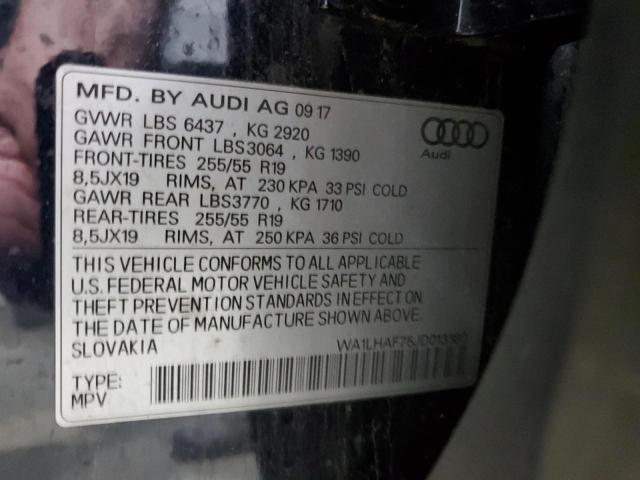 MFD. BY AUDI AG 09 17
GVWR LBS 6437 , KG 2920
GAWR FRONT LBS3064 , KG 1390
FRONT-TIRES 255/55 R19
8,5JX19 RIMS, AT 230 KPA 33 PSI COLD
GAWR REAR LBS3770 , KG 1710
REAR-TIRES 255/55 R19
8,5JX19 RIMS, AT 250 KPA 36 PSI COLD
Audi
THIS VEHICLE CONFORMS TO ALL APPLICABLE
U.S. FEDERAL MOTOR VEHICLE SAFETY AND
THEFT PREVENTION STANDARDS IN EFFECT ON
THE DATE OF MANUFACTURE SHOWN ABOVE.
SLOVAKIA
TYPE:
MPV